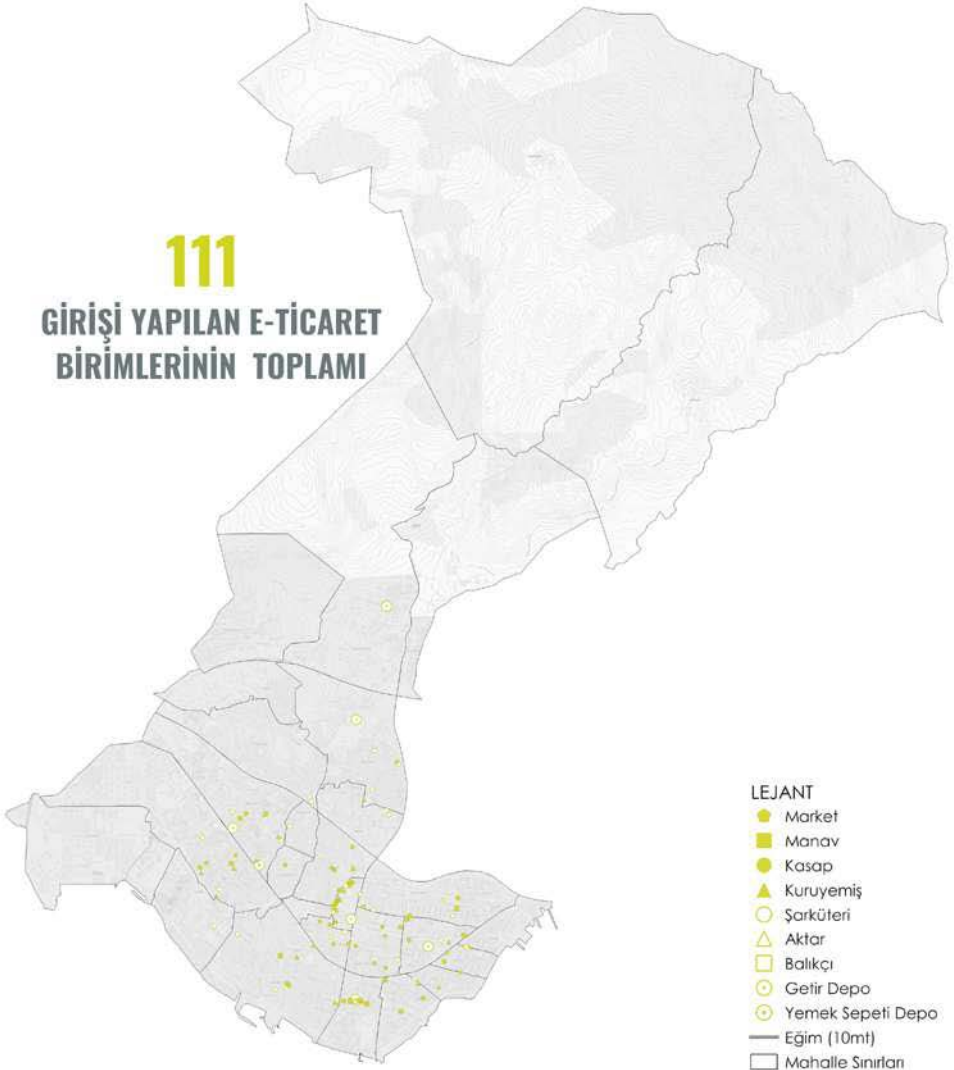 111
GİRİŞİ YAPILAN E-TİCARET
BİRİMLERİNİN TOPLAMI
LEJANT
Market
Manav
Kasap
Kuruyemiş
Şarküteri
Aktar
Balıkçı
Getir Depo
Yemek Sepeti Depo
Eğim (10mt)
Mahalle Sınırları